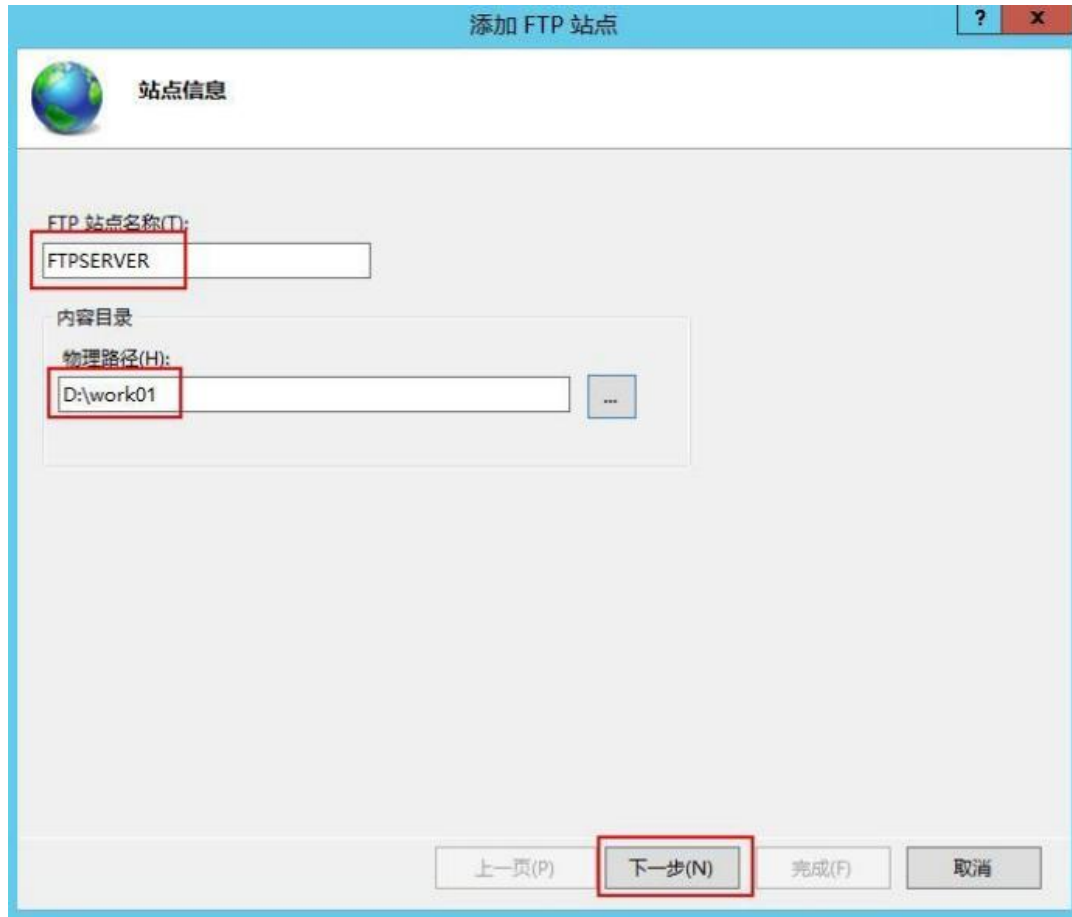 添加 FTP 站点
?
x
站点信息
FTP 站点名称(T):
FTPSERVER
内容目录
物理路径(H):
D:\work01
...
上一页(P) 下一步(N) 完成(F) 取消